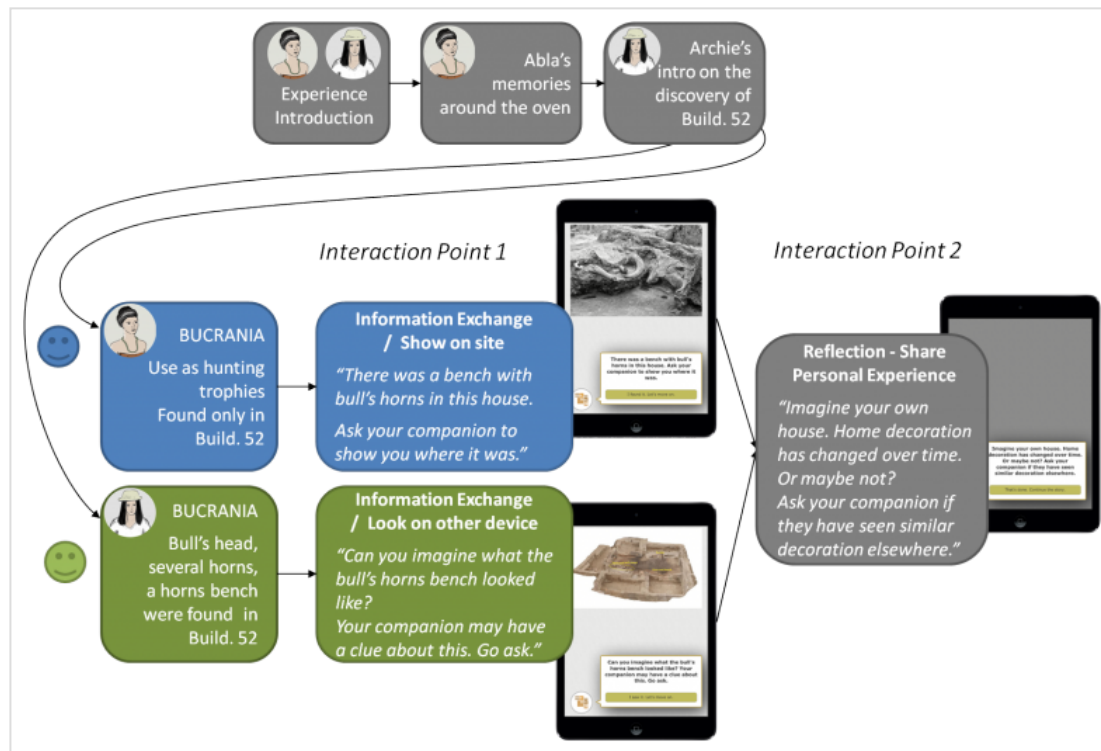 Experience
Introduction
Abla's
memories
around the oven
Archie's
intro on the
discovery of
Build. 52
Interaction Point 1
Interaction Point 2
BUCRANIA
Use as hunting
trophies
Found only in
Build. 52
Information Exchange
/ Show on site
"There was a bench with
bull's horns in this house.
Ask your companion to
show you where it was."
There was a bench with bull's
horns in this house. Ask your
companion to show you where it
was.
Reflection - Share
Personal Experience
"Imagine your own
house. Home decoration
has changed over time.
Or maybe not?
Ask your companion if
they have seen similar
decoration elsewhere."
Imagine your own house. Home
decoration has changed over time.
Or maybe not? Ask your
companion if they have seen
similar decoration elsewhere.
BUCRANIA
Bull's head,
several horns,
a horns bench
were found in
Build. 52
Information Exchange
/ Look on other device
"Can you imagine what the
bull's horns bench looked
like?
Your companion may have
a clue about this. Go ask."
Can you imagine what the bull's
horns bench looked like? Your
companion may have a clue about
this. Go ask.